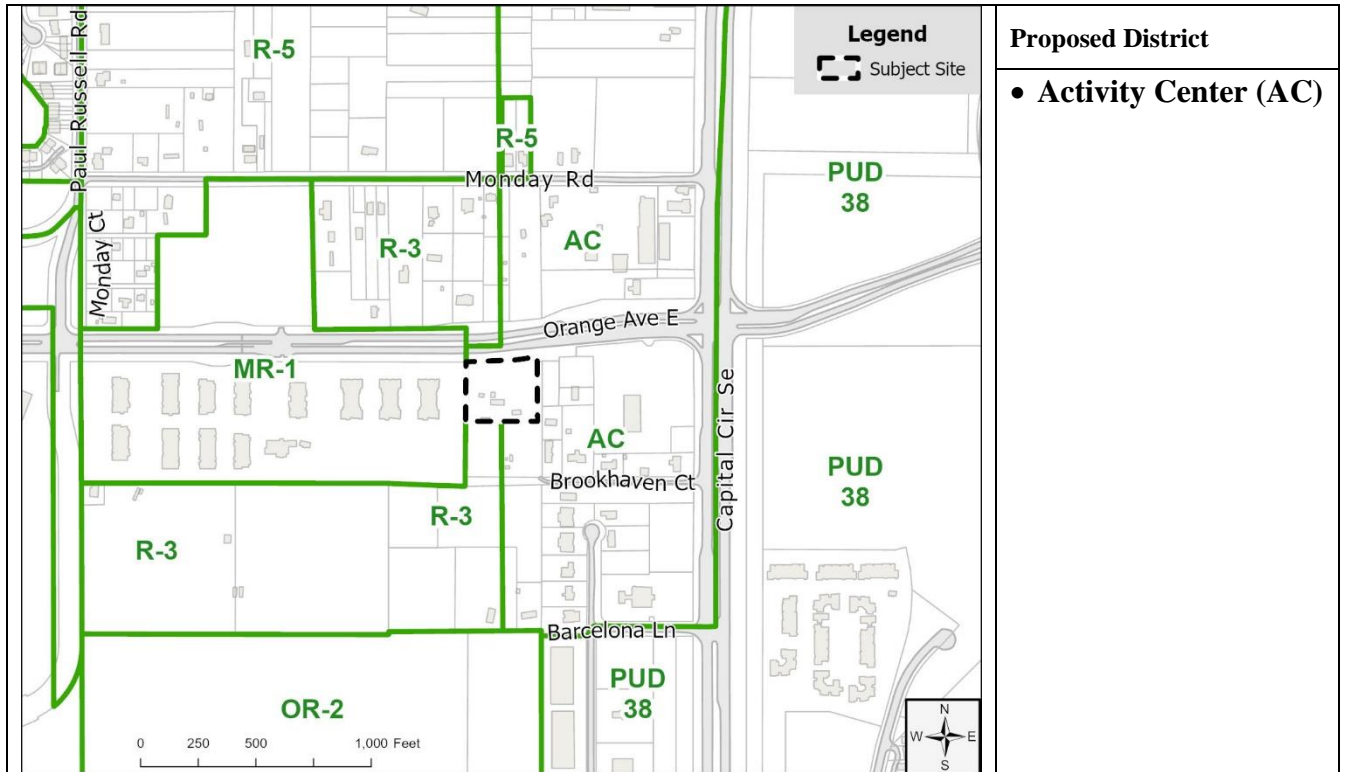 Legend
Subject Site
Proposed District
• Activity Center (AC)
Paul Russell Rd
R-5
R-5
Monday Rd
PUD
38
Monday Ct
R-3
AC
Orange Ave E
MR-1
Capital Cir Se
AC
Brookhaven Ct
PUD
38
R-3
R-3
Barcelona Ln
PUD
38
OR-2
0 250 500 1,000 Feet
N
W E
S